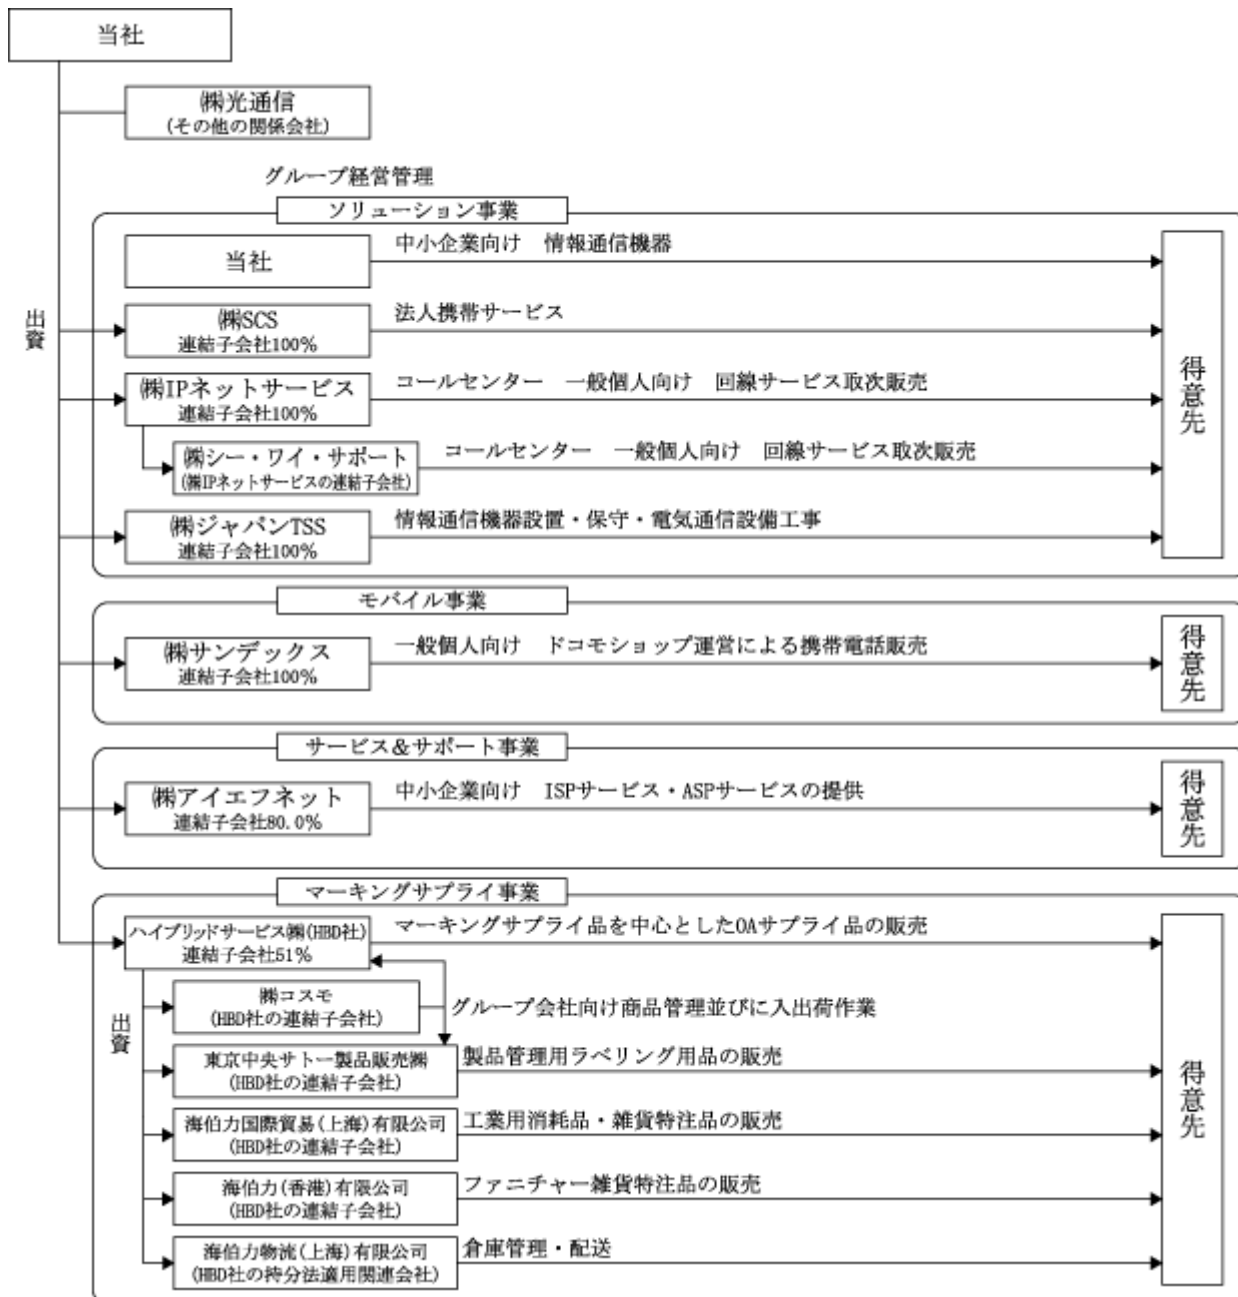 当社
㈱光通信
(その他の関係会社)
グループ経営管理
出資
ソリューション事業
当社
中小企業向け 情報通信機器
㈱SCS
連結子会社100%
法人携帯サービス
㈱IPネットサービス
連結子会社100%
コールセンター 一般個人向け 回線サービス取次販売
㈱シー・ワイ・サポート
(㈱IPネットサービスの連結子会社)
コールセンター 一般個人向け 回線サービス取次販売
㈱ジャパンTSS
連結子会社100%
情報通信機器設置・保守・電気通信設備工事
得意先
モバイル事業
㈱サンデックス
連結子会社100%
一般個人向け ドコモショップ運営による携帯電話販売
得意先
サービス&サポート事業
㈱アイエフネット
連結子会社80.0%
中小企業向け ISPサービス・ASPサービスの提供
得意先
マーキングサプライ事業
ハイブリッドサービス㈱(HBD社)
連結子会社51%
マーキングサプライ品を中心としたOAサプライ品の販売
出資
㈱コスモ
(HBD社の連結子会社)
グループ会社向け商品管理並びに入出荷作業
東京中央サトー製品販売㈱
(HBD社の連結子会社)
製品管理用ラベリング用品の販売
海伯力国際貿易(上海)有限公司
(HBD社の連結子会社)
工業用消耗品・雑貨特注品の販売
海伯力(香港)有限公司
(HBD社の連結子会社)
ファニチャー雑貨特注品の販売
海伯力物流(上海)有限公司
(HBD社の持分法適用関連会社)
倉庫管理・配送
得意先